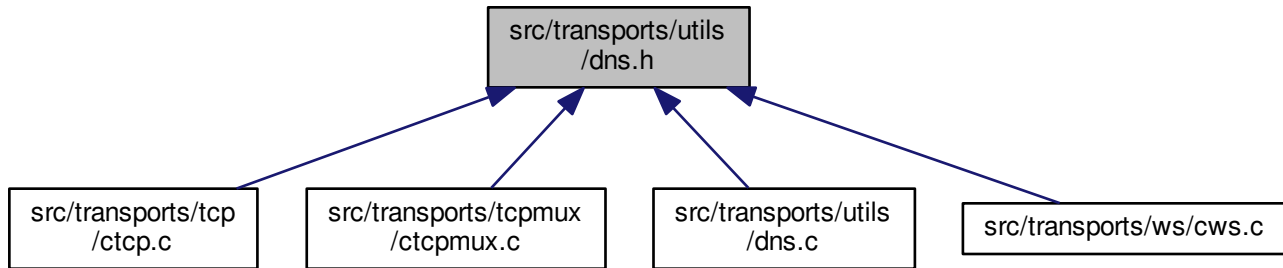 src/transports/utils
/dns.h
src/transports/tcp
/ctcp.c
src/transports/tcpmux
/ctcpmux.c
src/transports/utils
/dns.c
src/transports/ws/cws.c